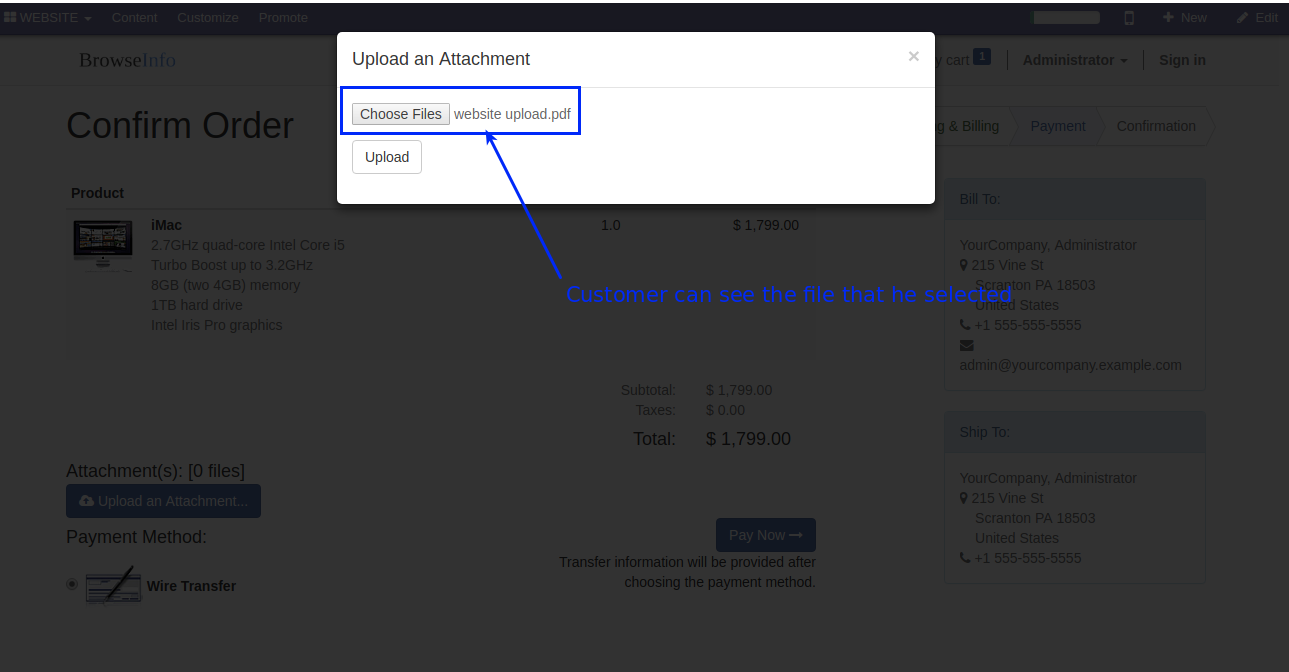 WEBSITE Content Customize Promote New Edit
BrowseInfo
y cart 1 Administrator Sign in
Upload an Attachment ×
Choose Files website upload.pdf
Upload
Confirm Order
g & Billing Payment Confirmation
Customer can see the file that he selected
Product
iMac 1.0 $ 1,799.00
2.7GHz quad-core Intel Core i5
Turbo Boost up to 3.2GHz
8GB (two 4GB) memory
1TB hard drive
Intel Iris Pro graphics
Subtotal: $ 1,799.00
Taxes: $ 0.00
Total: $ 1,799.00
Attachment(s): [0 files]
Upload an Attachment...
Payment Method:
Wire Transfer
Pay Now
Transfer information will be provided after
choosing the payment method.
Bill To:
YourCompany, Administrator
215 Vine St
Scranton PA 18503
United States
+1 555-555-5555
admin@yourcompany.example.com
Ship To:
YourCompany, Administrator
215 Vine St
Scranton PA 18503
United States
+1 555-555-5555